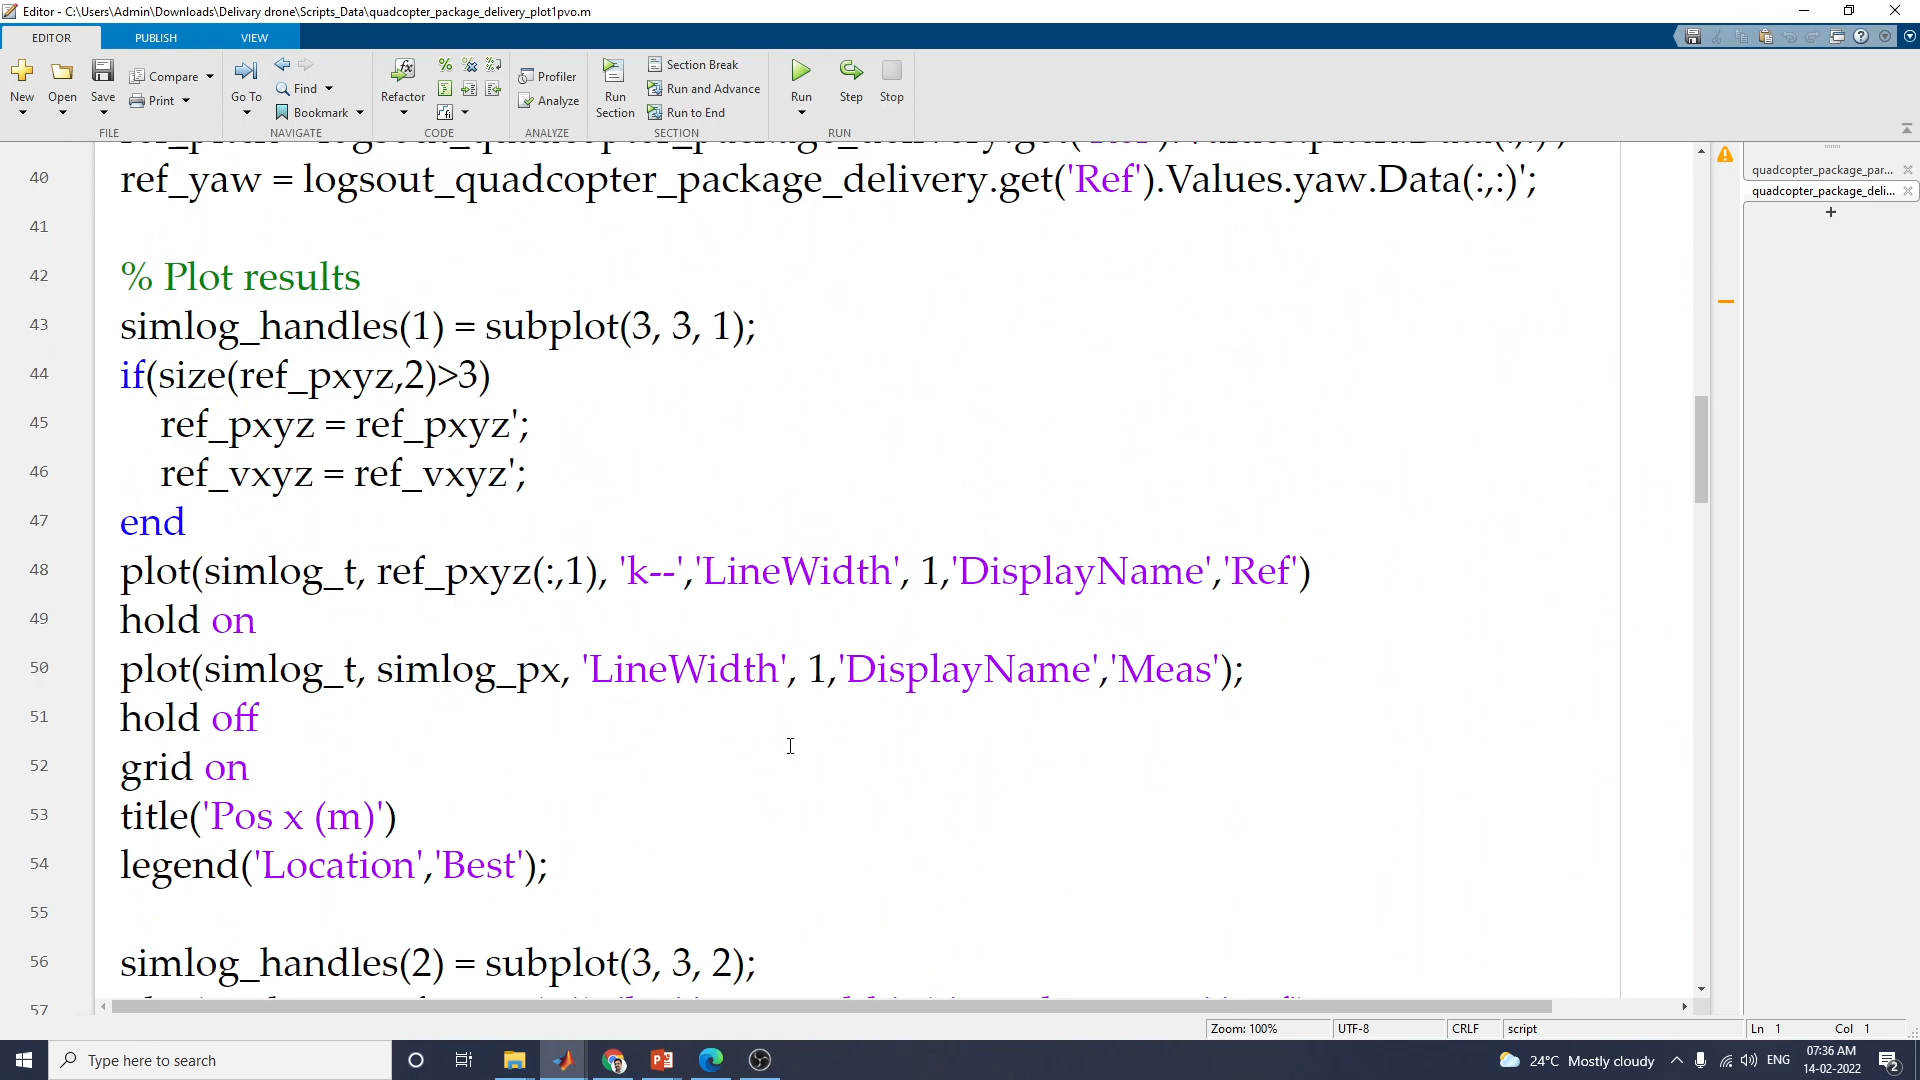 Editor - C:\Users\Admin\Downloads\Delivary drone\Scripts_Data\quadcopter_package_delivery_plot1pvo.m
EDITOR PUBLISH VIEW
New Open Save Compare Print
FILE
Go To Find Bookmark
NAVIGATE
Refactor
CODE
Profiler
Analyze
ANALYZE
Run Section
Section Break
Run and Advance
Run to End
SECTION
Run Step Stop
RUN
quadcopter_package_par...
quadcopter_package_deli...
40 ref_yaw = logsout_quadcopter_package_delivery.get('Ref').Values.yaw.Data(:,:)';
41
42 % Plot results
43 simlog_handles(1) = subplot(3, 3, 1);
44 if(size(ref_pxyz,2)>3)
45 ref_pxyz = ref_pxyz';
46 ref_vxyz = ref_vxyz';
47 end
48 plot(simlog_t, ref_pxyz(:,1), 'k--','LineWidth', 1,'DisplayName','Ref')
49 hold on
50 plot(simlog_t, simlog_px, 'LineWidth', 1,'DisplayName','Meas');
51 hold off
52 grid on
53 title('Pos x (m)')
54 legend('Location','Best');
55
56 simlog_handles(2) = subplot(3, 3, 2);
57
Zoom: 100% UTF-8 CRLF script Ln 1 Col 1
Type here to search
24°C Mostly cloudy
ENG
07:36 AM
14-02-2022
2